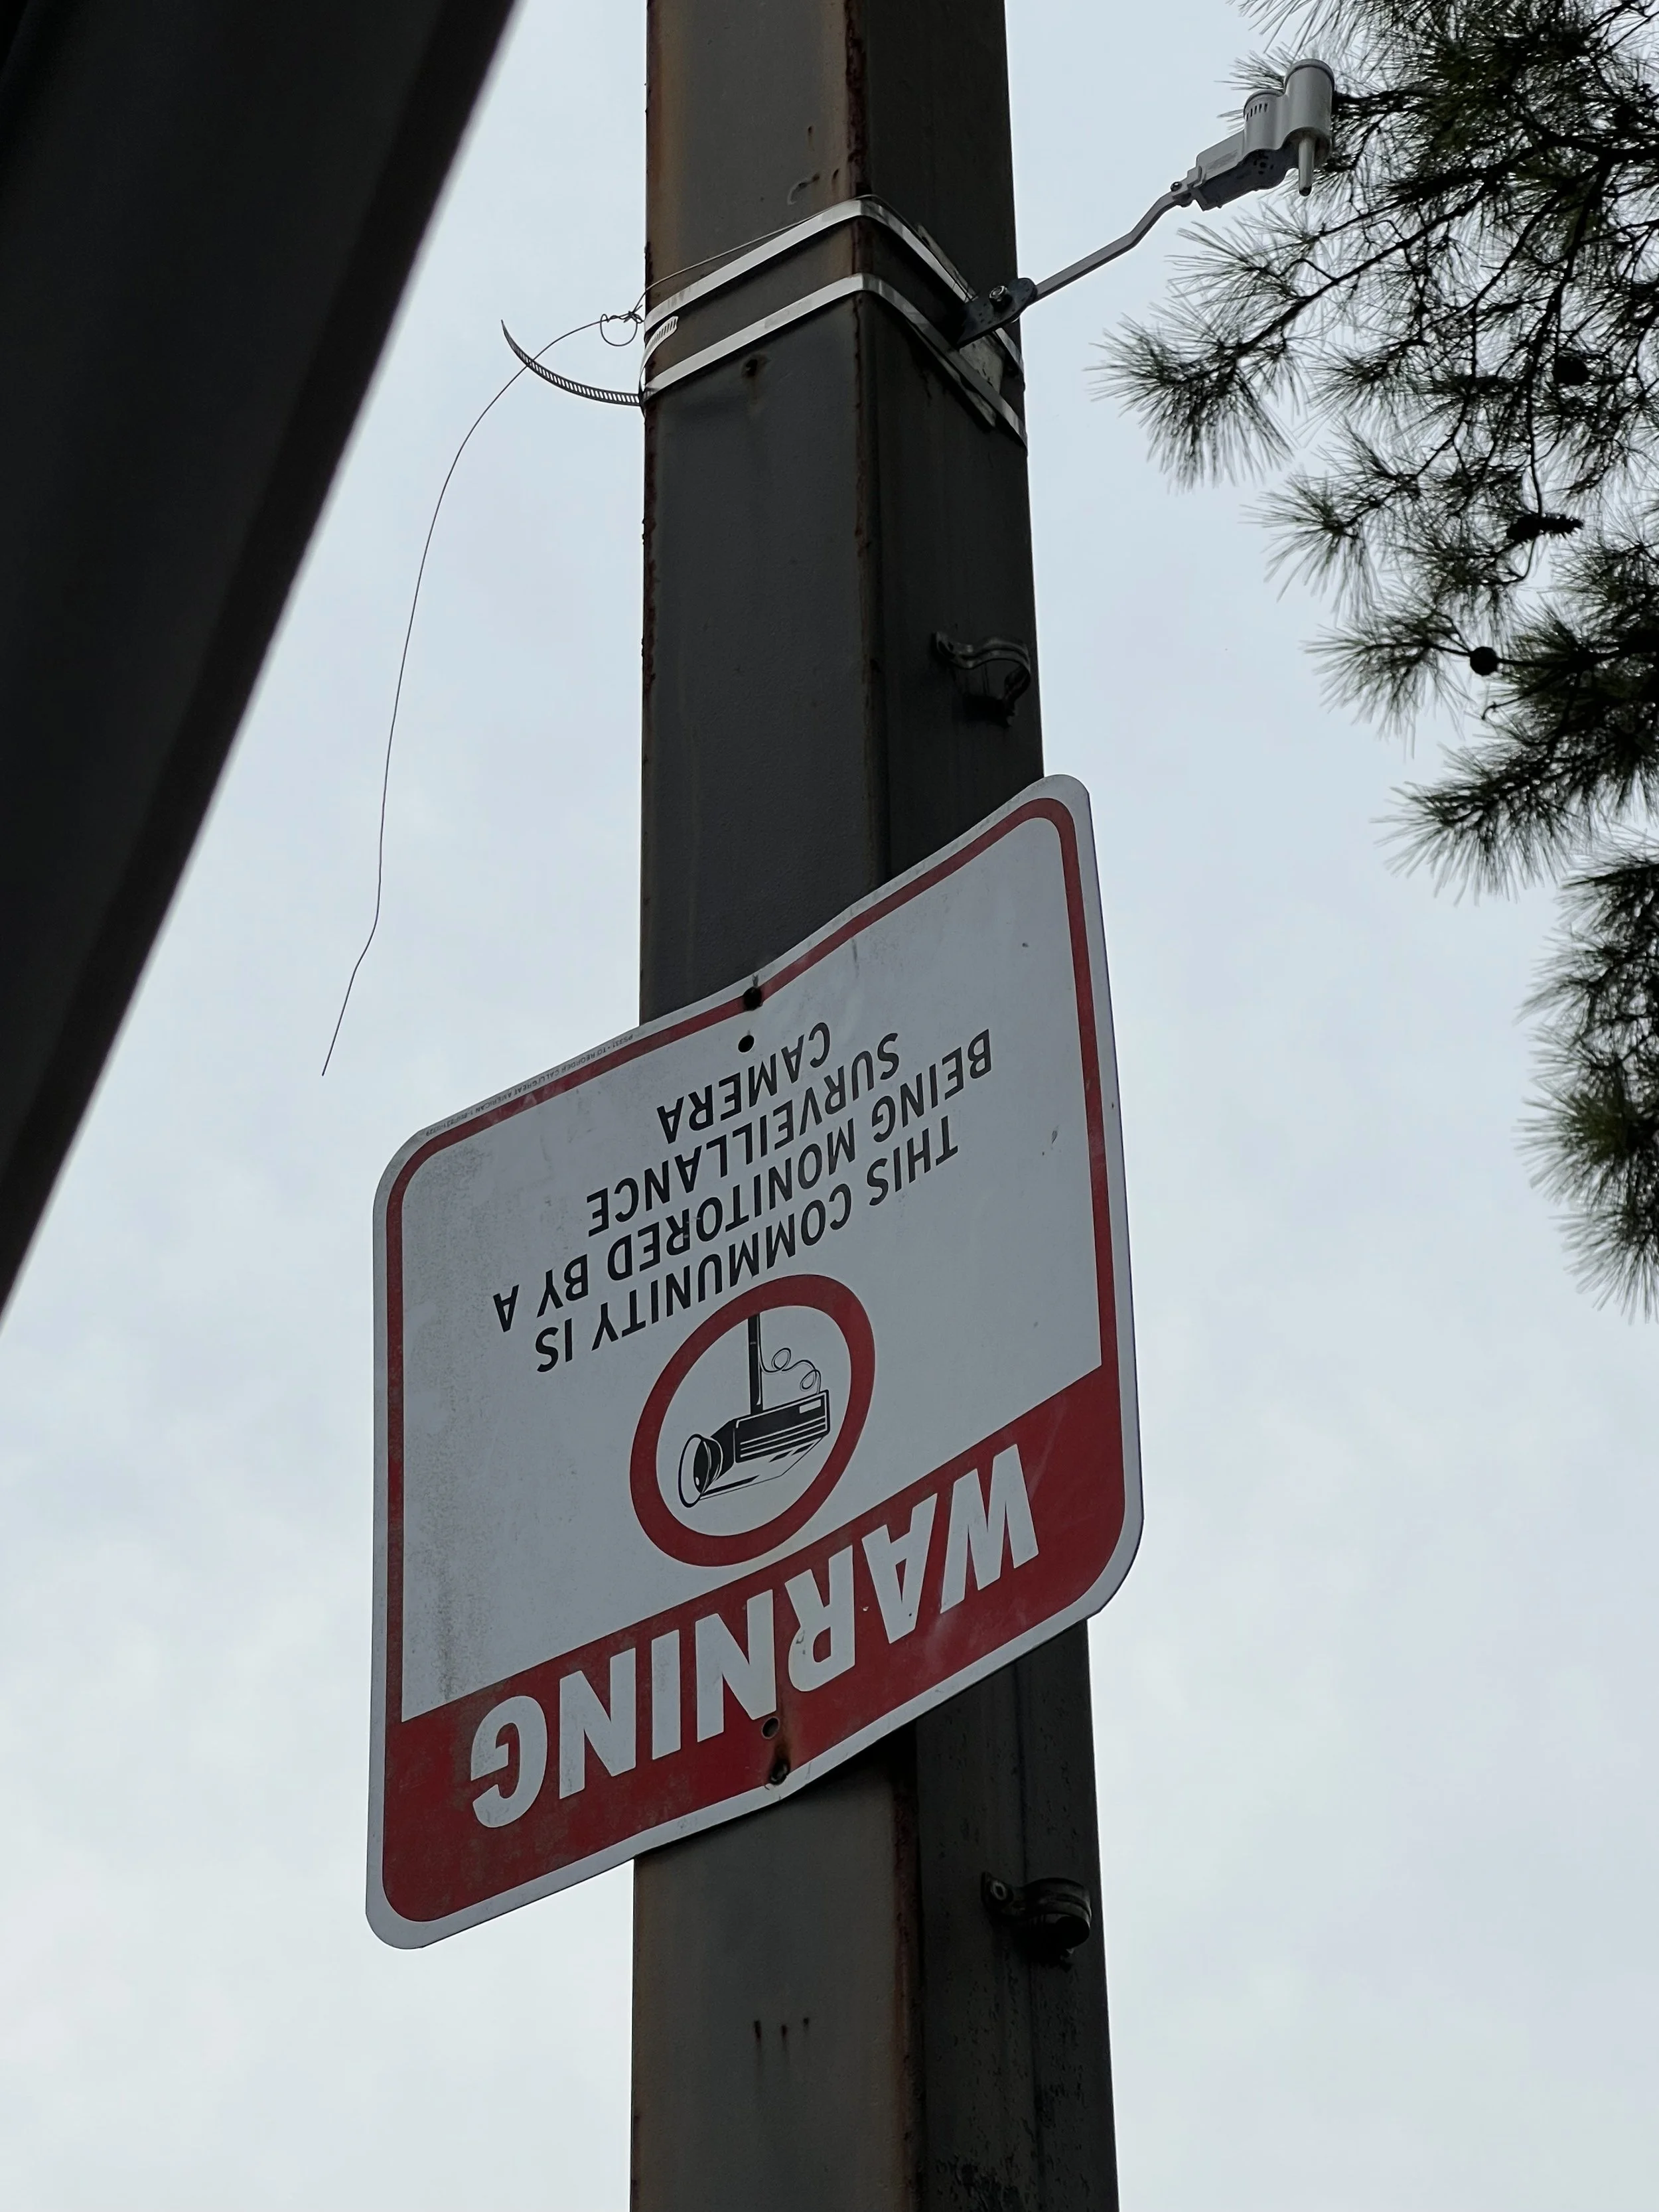 WARNING
THIS COMMUNITY IS
BEING MONITORED BY A
SURVEILLANCE
CAMERA